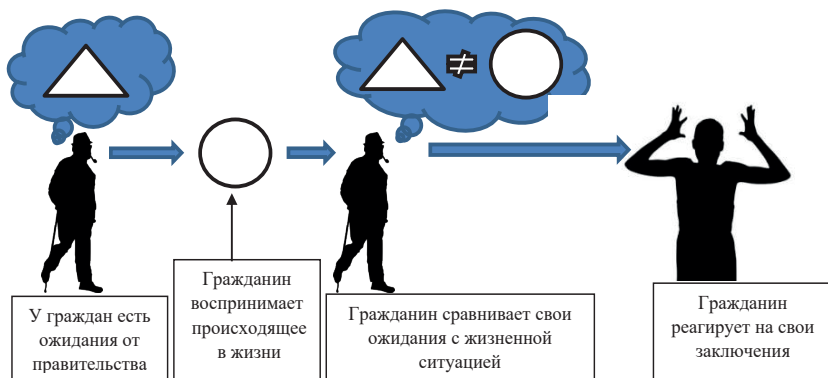 ≠
У граждан есть
ожидания от
правительства
Гражданин
воспринимает
происходящее
в жизни
Гражданин сравнивает свои
ожидания с жизненной
ситуацией
Гражданин
реагирует на свои
заключения